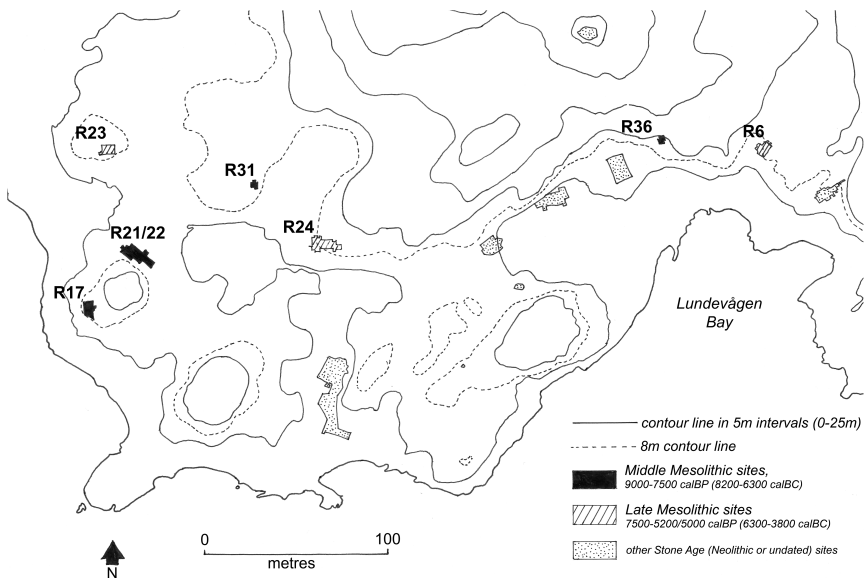 R23
R31
R36
R6
R21/22
R24
R17
Lundevågen
Bay
contour line in 5m intervals (0-25m)
8m contour line
Middle Mesolithic sites,
9000-7500 calBP (8200-6300 calBC)
Late Mesolithic sites
7500-5200/5000 calBP (6300-3800 calBC)
other Stone Age (Neolithic or undated) sites
0 100
metres
N